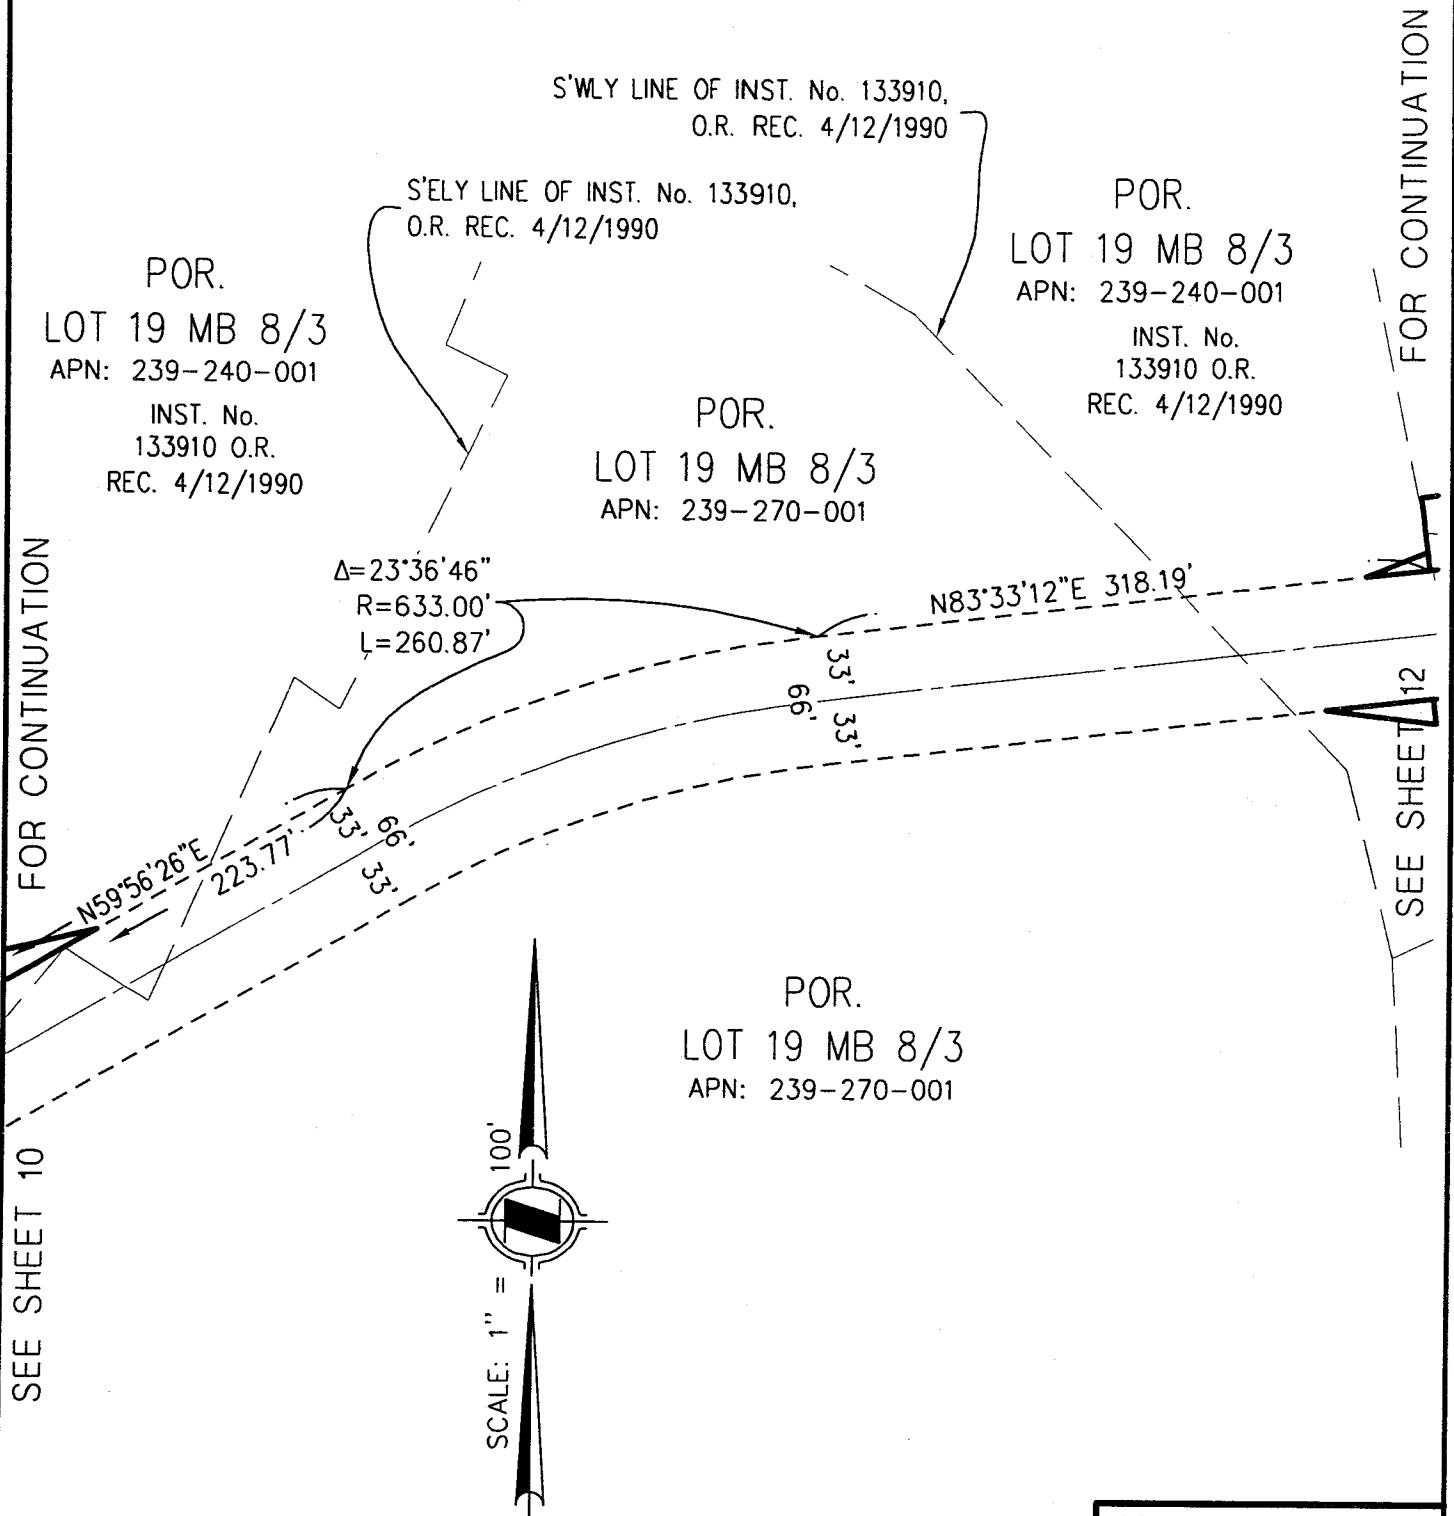 S'WLY LINE OF INST. No. 133910,
O.R. REC. 4/12/1990
S'ELY LINE OF INST. No. 133910,
O.R. REC. 4/12/1990
POR.
LOT 19 MB 8/3
APN: 239-240-001
INST. No.
133910 O.R.
REC. 4/12/1990
POR.
LOT 19 MB 8/3
APN: 239-240-001
INST. No.
133910 O.R.
REC. 4/12/1990
POR.
LOT 19 MB 8/3
APN: 239-270-001
Δ=23°36'46"
R=633.00'
L=260.87'
N83°33'12"E 318.19'
33'
66'
33'
33'
66'
33'
N59°56'26"E
223.77'
POR.
LOT 19 MB 8/3
APN: 239-270-001
SCALE: 1" = 100'
FOR CONTINUATION
SEE SHEET 10
FOR CONTINUATION
SEE SHEET 12